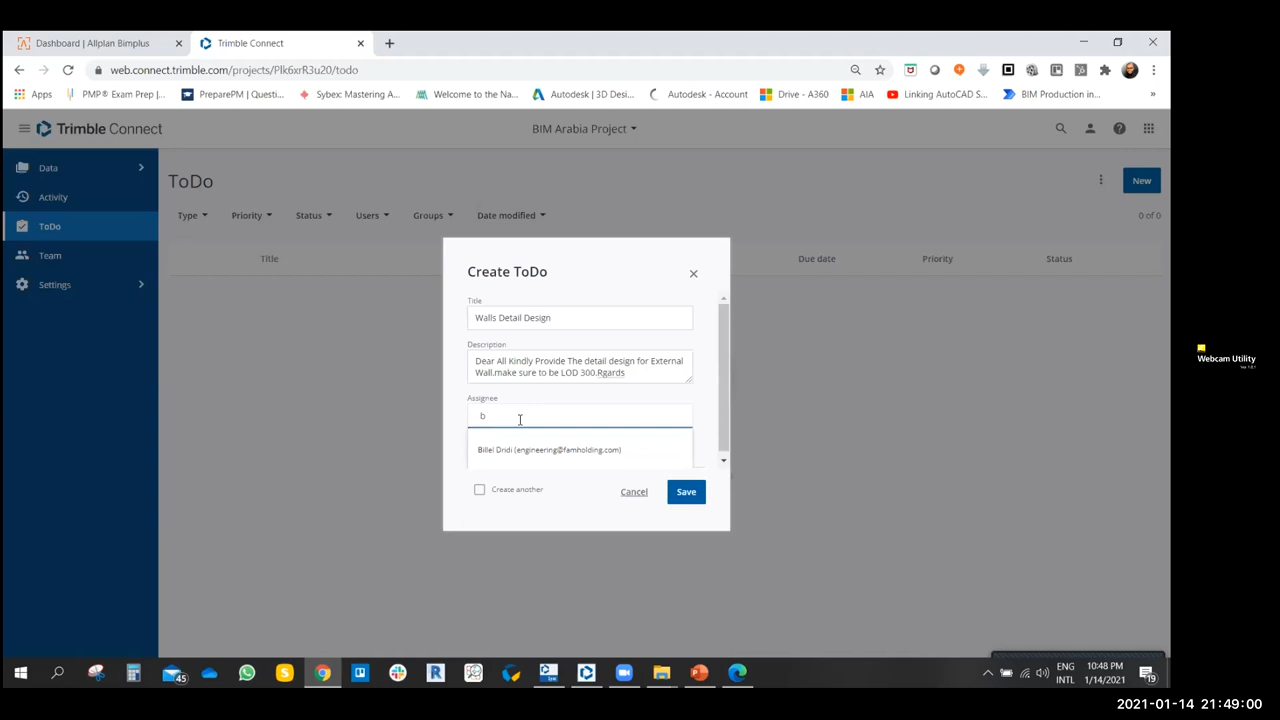 Dashboard | Allplan Bimplus
Trimble Connect
web.connect.trimble.com/projects/Plk6xrR3u20/todo
Apps
PMP® Exam Prep |...
PreparePM | Questi...
Sybex: Mastering A...
Welcome to the Na...
Autodesk | 3D Desi...
Autodesk - Account
Drive - A360
AIA
Linking AutoCAD S...
BIM Production in...
»
Trimble Connect
BIM Arabia Project
Data
Activity
ToDo
Team
Settings
ToDo
New
Type
Priority
Status
Users
Groups
Date modified
0 of 0
Title
Due date
Priority
Status
Create ToDo
Title
Walls Detail Design
Description
Dear All Kindly Provide The detail design for External
Wall.make sure to be LOD 300.Rgards
Assignee
b
Billel Dridi (engineering@famholding.com)
Create another
Cancel
Save
Webcam Utility
45
ENG
INTL
10:48 PM
1/14/2021
19
2021-01-14 21:49:00